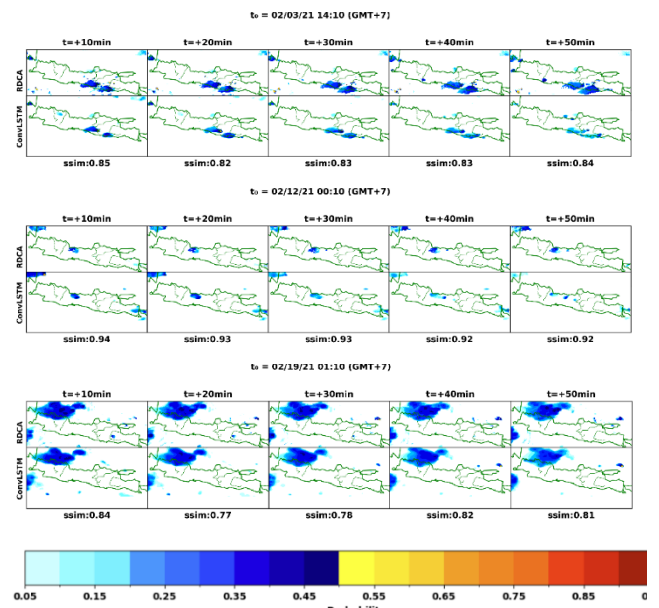 t₀ = 02/03/21 14:10 (GMT+7)
t=+10min t=+20min t=+30min t=+40min t=+50min
RDCA
ConvLSTM
ssim:0.85 ssim:0.82 ssim:0.83 ssim:0.83 ssim:0.84
t₀ = 02/12/21 00:10 (GMT+7)
t=+10min t=+20min t=+30min t=+40min t=+50min
RDCA
ConvLSTM
ssim:0.94 ssim:0.93 ssim:0.93 ssim:0.92 ssim:0.92
t₀ = 02/19/21 01:10 (GMT+7)
t=+10min t=+20min t=+30min t=+40min t=+50min
RDCA
ConvLSTM
ssim:0.84 ssim:0.77 ssim:0.78 ssim:0.82 ssim:0.81
0.05 0.15 0.25 0.35 0.45 0.55 0.65 0.75 0.85